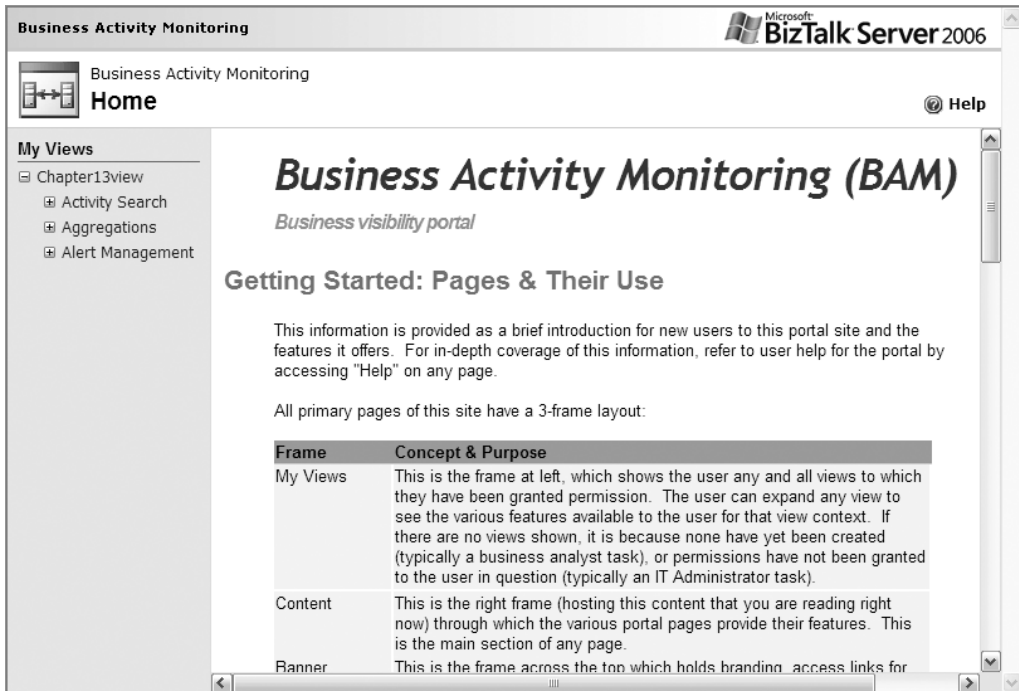 Business Activity Monitoring
Microsoft
BizTalk Server 2006
Business Activity Monitoring
Home
Help
My Views
Chapter13view
Activity Search
Aggregations
Alert Management
Business Activity Monitoring (BAM)
Business visibility portal
Getting Started: Pages & Their Use
This information is provided as a brief introduction for new users to this portal site and the
features it offers. For in-depth coverage of this information, refer to user help for the portal by
accessing "Help" on any page.
All primary pages of this site have a 3-frame layout:
Frame Concept & Purpose
My Views This is the frame at left, which shows the user any and all views to which
they have been granted permission. The user can expand any view to
see the various features available to the user for that view context. If
there are no views shown, it is because none have yet been created
(typically a business analyst task), or permissions have not been granted
to the user in question (typically an IT Administrator task).
Content This is the right frame (hosting this content that you are reading right
now) through which the various portal pages provide their features. This
is the main section of any page.
Banner This is the frame across the top which holds branding, access links for